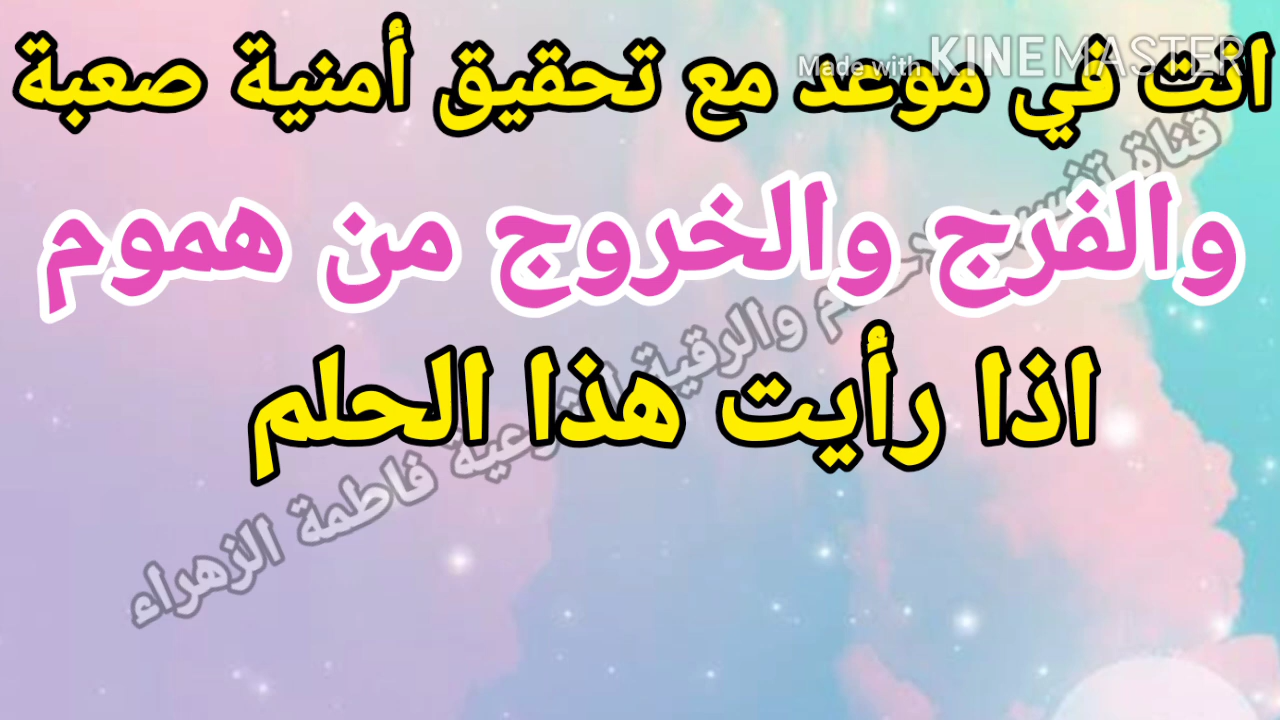 انت في موعد مع تحقيق أمنية صعبة
Made with KINEMASTER
والفرج والخروج من هموم
اذا رأيت هذا الحلم
قناة تفسير والرقية فاطمة الزهراء